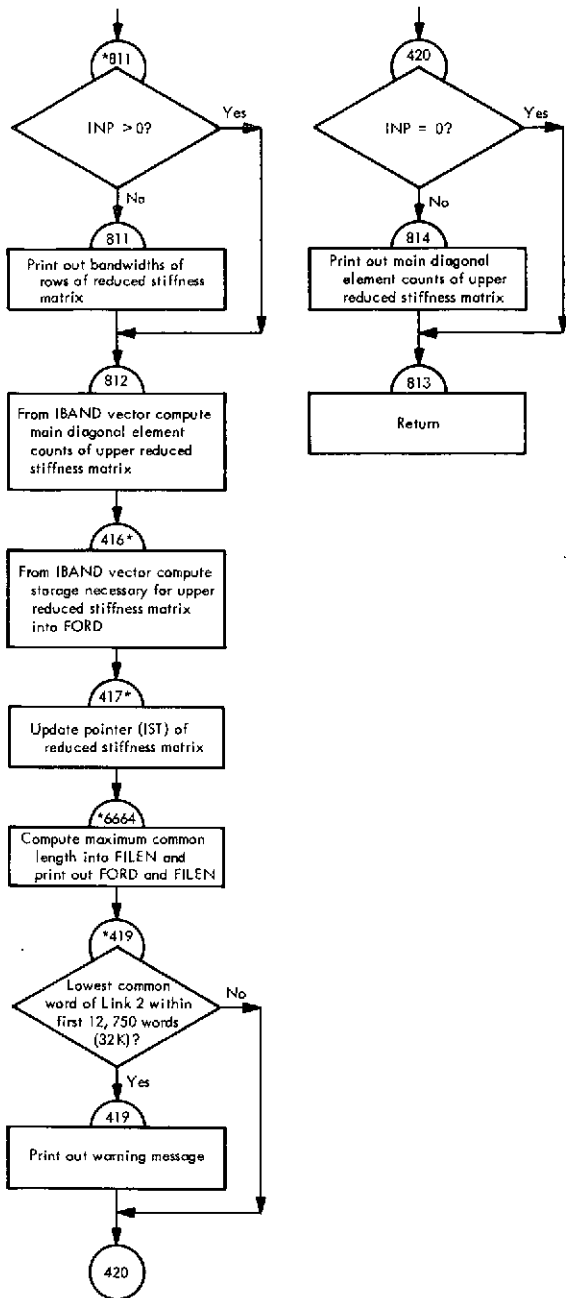 *811
INP > 0?
Yes
No
811
Print out bandwidths of
rows of reduced stiffness
matrix
812
From IBAND vector compute
main diagonal element
counts of upper reduced
stiffness matrix
416*
From IBAND vector compute
storage necessary for upper
reduced stiffness matrix
into FORD
417*
Update pointer (IST) of
reduced stiffness matrix
*6664
Compute maximum common
length into FILEN and
print out FORD and FILEN
*419
Lowest common
word of Link 2 within
first 12,750 words
(32K)?
No
Yes
419
Print out warning message
420
420
INP = 0?
Yes
No
814
Print out main diagonal
element counts of upper
reduced stiffness matrix
813
Return